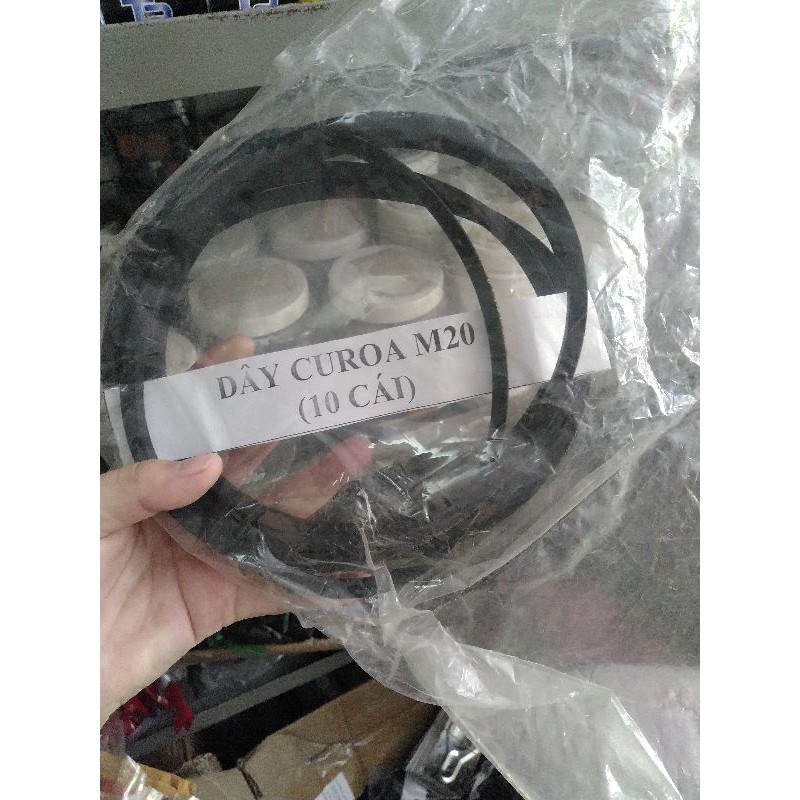 DÂY CUROA M20
(10 CÁI)